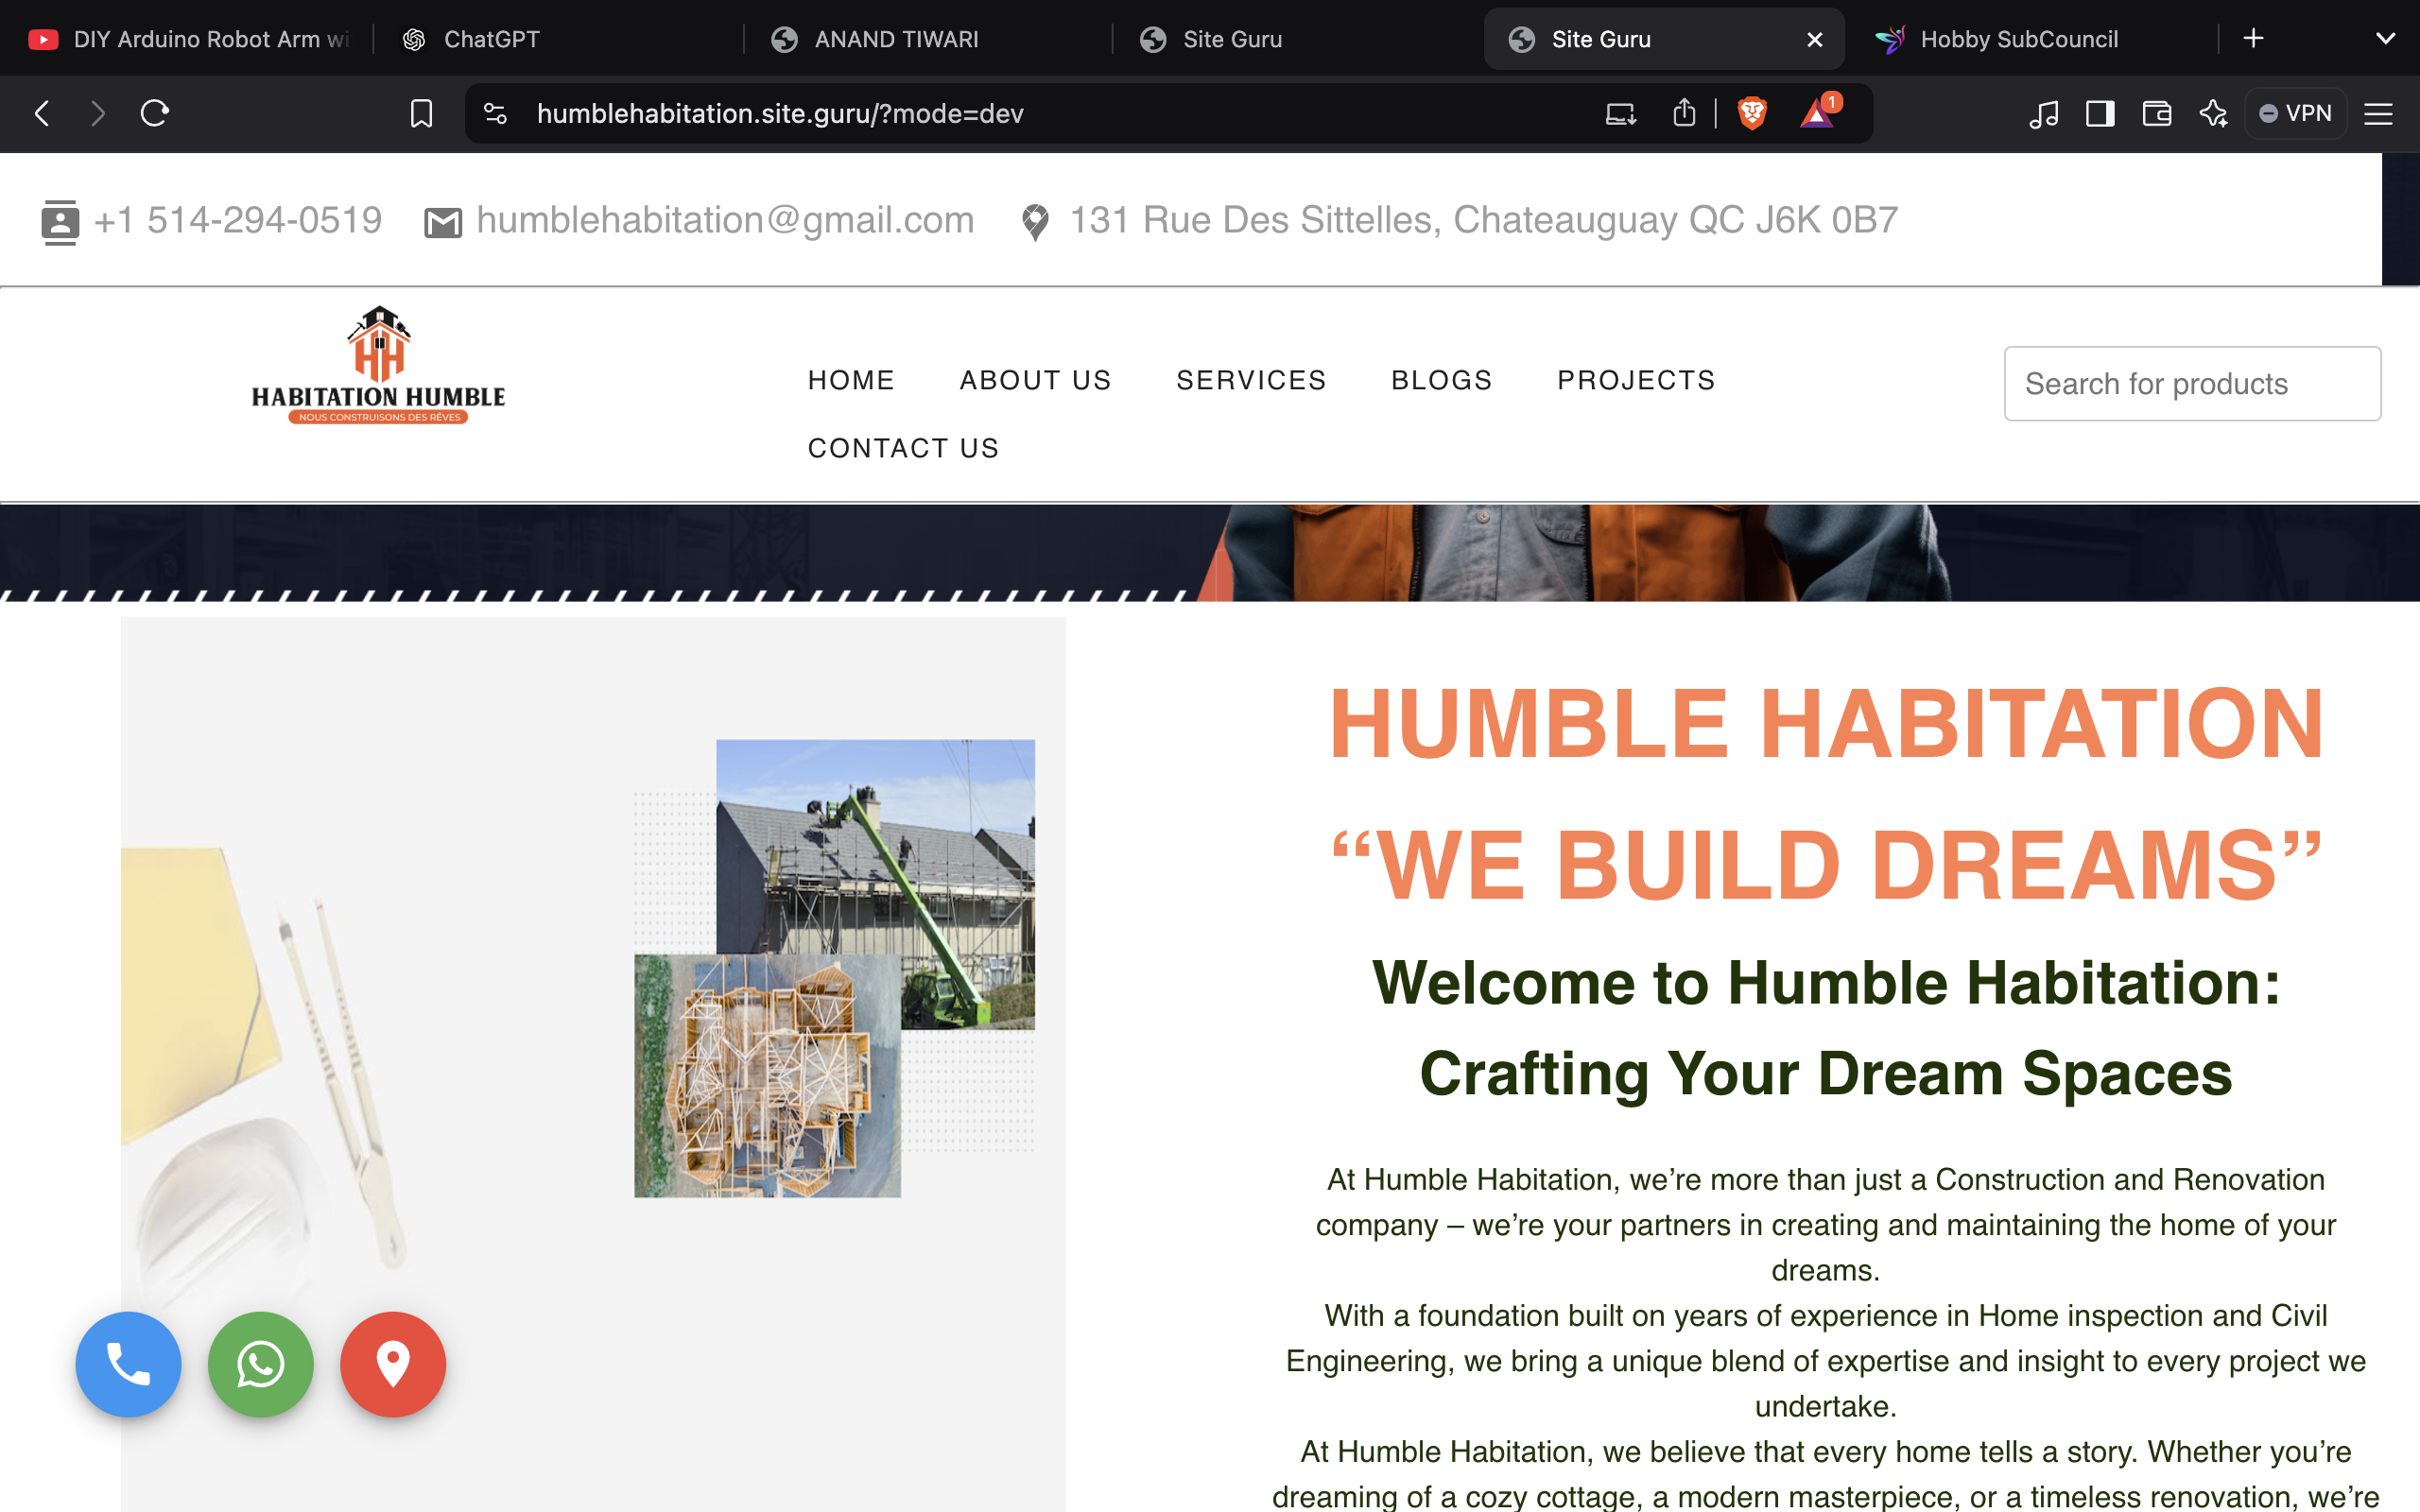 DIY Arduino Robot Arm wi
ChatGPT
ANAND TIWARI
Site Guru
Site Guru
Hobby SubCouncil
humblehabitation.site.guru/?mode=dev
1
VPN
+1 514-294-0519
humblehabitation@gmail.com
131 Rue Des Sittelles, Chateauguay QC J6K 0B7
HH
HABITATION HUMBLE
NOUS CONSTRUISONS DES RÊVES
HOME
ABOUT US
SERVICES
BLOGS
PROJECTS
CONTACT US
Search for products
HUMBLE HABITATION
“WE BUILD DREAMS”
Welcome to Humble Habitation:
Crafting Your Dream Spaces
At Humble Habitation, we’re more than just a Construction and Renovation
company – we’re your partners in creating and maintaining the home of your
dreams.
With a foundation built on years of experience in Home inspection and Civil
Engineering, we bring a unique blend of expertise and insight to every project we
undertake.
At Humble Habitation, we believe that every home tells a story. Whether you’re
dreaming of a cozy cottage, a modern masterpiece, or a timeless renovation, we’re